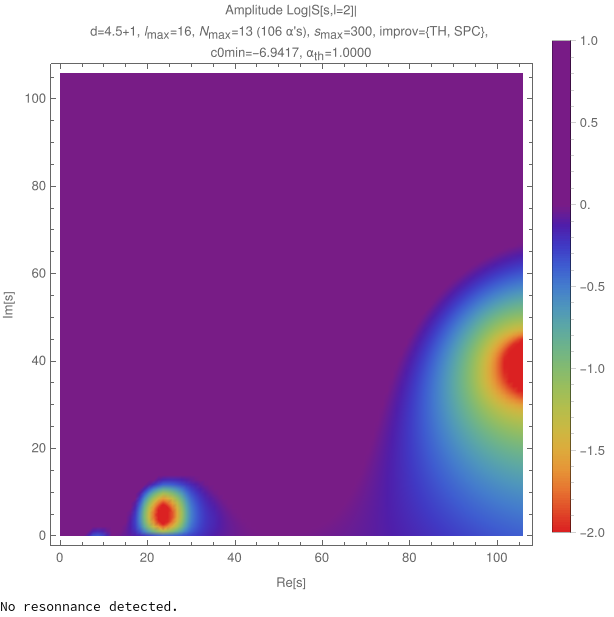 Amplitude Log|S[s,l=2]|
d=4.5+1, lmax=16, Nmax=13 (106 α's), smax=300, improv={TH, SPC},
c0min=−6.9417, αth=1.0000
1.0
0.5
0.
−0.5
−1.0
−1.5
−2.0
100
80
60
40
20
0
Im[s]
0 20 40 60 80 100
Re[s]
No resonnance detected.